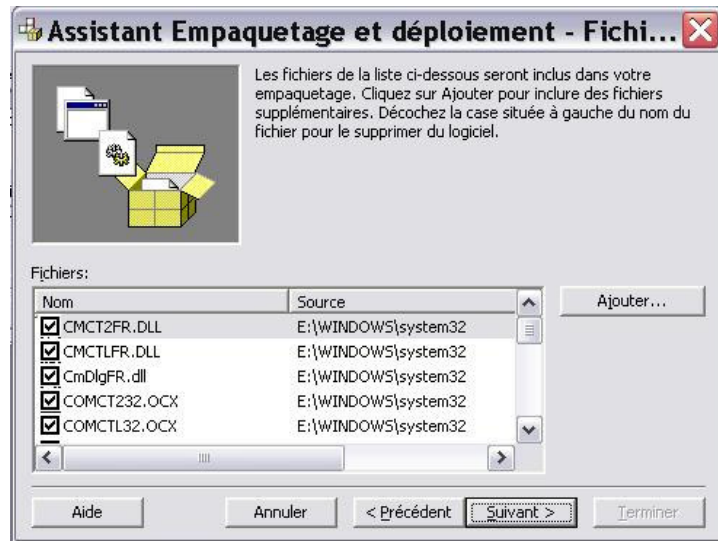 Assistant Empaquetage et déploiement - Fichi...
Les fichiers de la liste ci-dessous seront inclus dans votre
empaquetage. Cliquez sur Ajouter pour inclure des fichiers
supplémentaires. Décochez la case située à gauche du nom du
fichier pour le supprimer du logiciel.
Fichiers:
Nom Source
Ajouter...
CMCT2FR.DLL E:\WINDOWS\system32
CMCTLFR.DLL E:\WINDOWS\system32
CmDlgFR.dll E:\WINDOWS\system32
COMCT232.OCX E:\WINDOWS\system32
COMCTL32.OCX E:\WINDOWS\system32
Aide Annuler < Précédent Suivant > Terminer